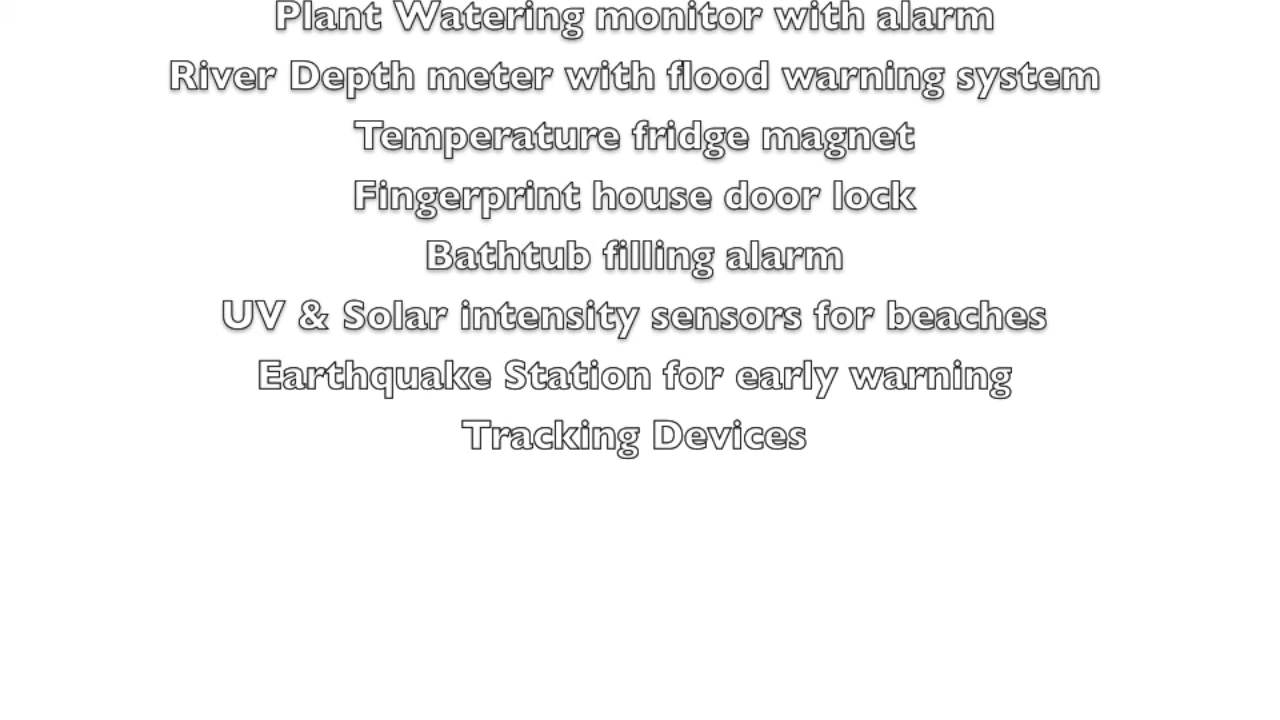 Plant Watering monitor with alarm
River Depth meter with flood warning system
Temperature fridge magnet
Fingerprint house door lock
Bathtub filling alarm
UV & Solar intensity sensors for beaches
Earthquake Station for early warning
Tracking Devices